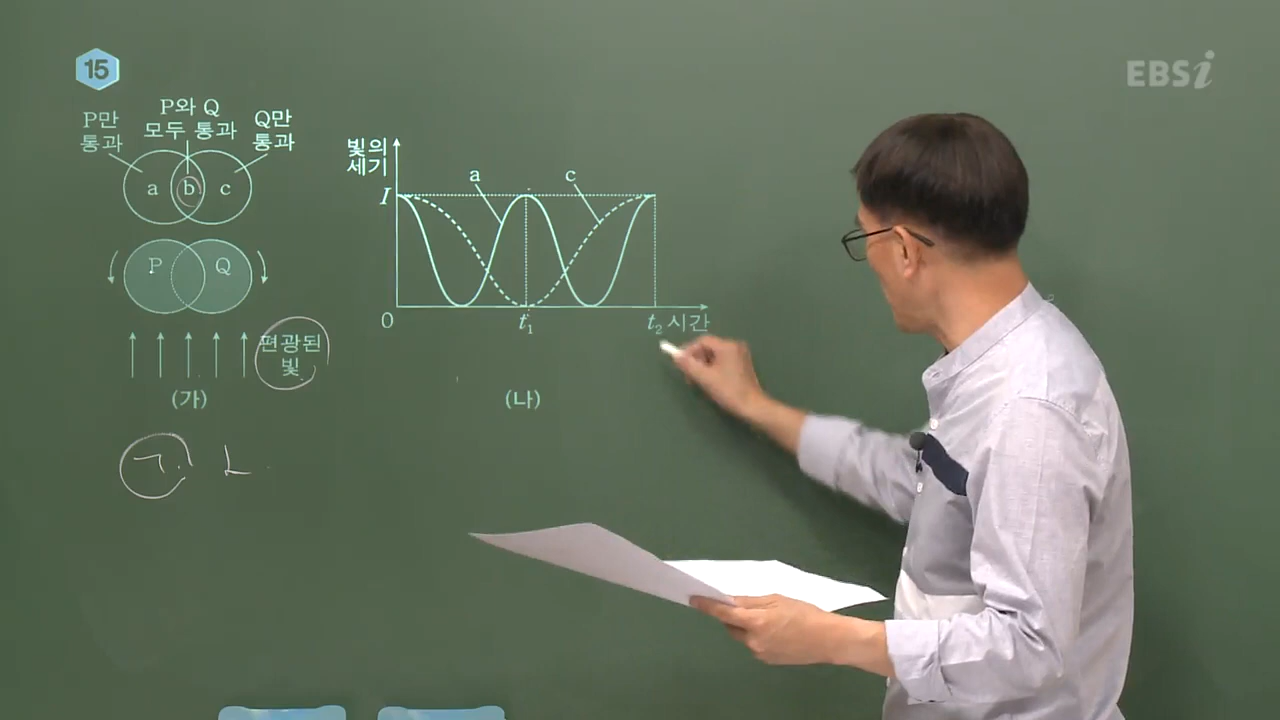 15
EBSi
P만
통과
P와 Q
모두 통과
Q만
통과
a b c
P Q
편광된
빛
(가)
빛의
세기
I
a
c
0
t₁
t₂ 시간
(나)
ㄱ. ㄴ.